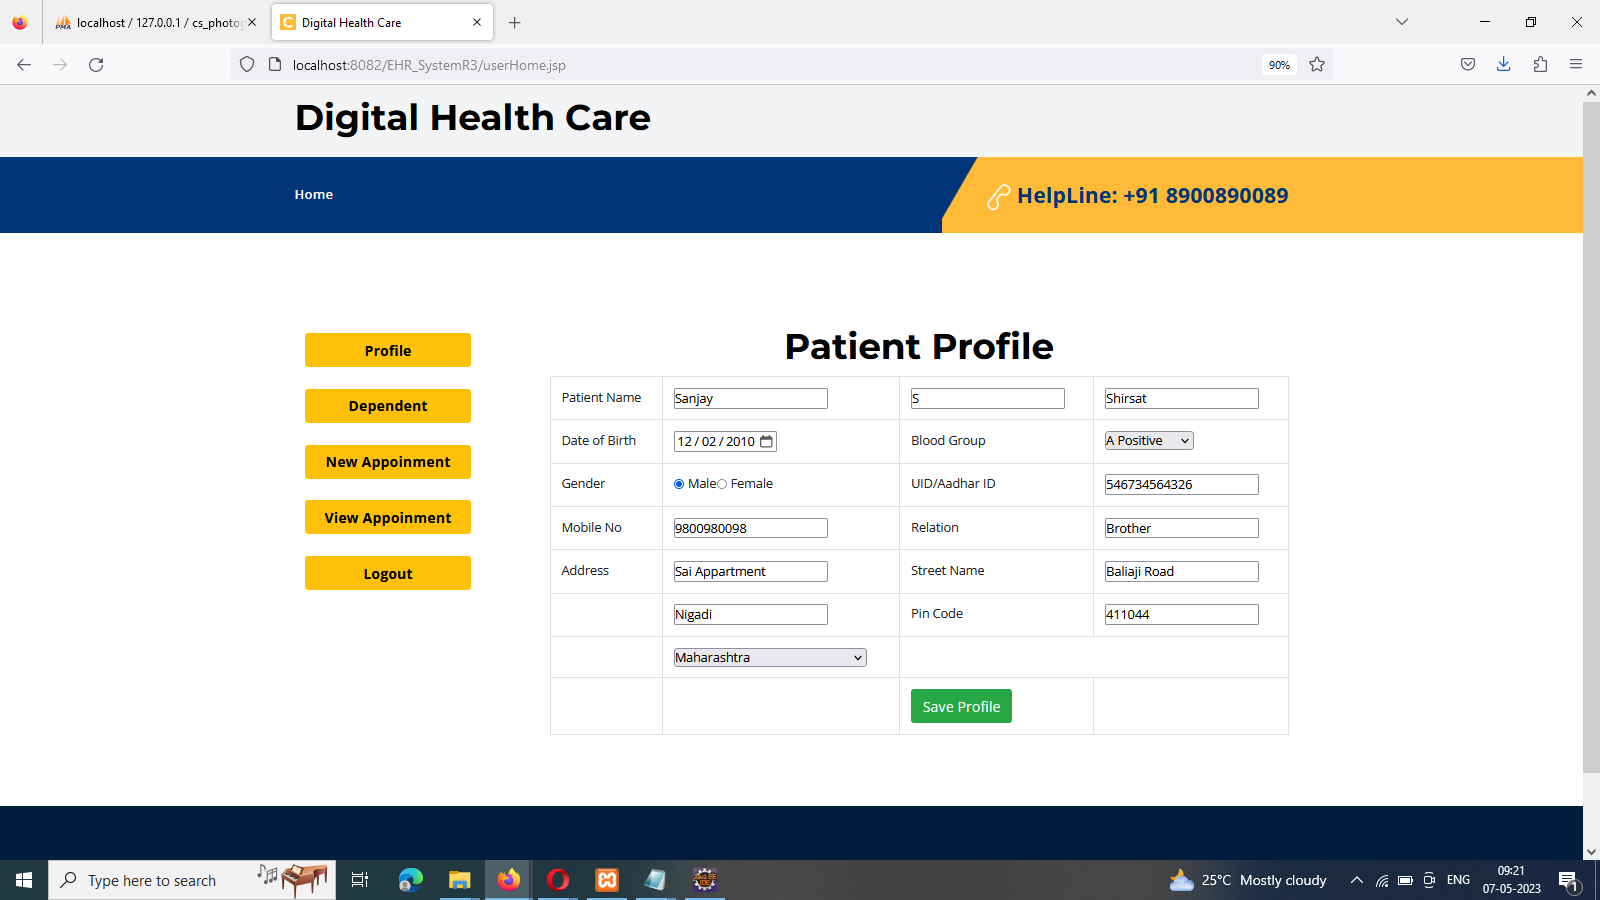 localhost / 127.0.0.1 / cs_photog
Digital Health Care
localhost:8082/EHR_SystemR3/userHome.jsp
90%
Digital Health Care
Home
HelpLine: +91 8900890089
Patient Profile
Profile
Dependent
New Appoinment
View Appoinment
Logout
Patient Name Sanjay S Shirsat
Date of Birth 12 / 02 / 2010 Blood Group A Positive
Gender Male Female UID/Aadhar ID 546734564326
Mobile No 9800980098 Relation Brother
Address Sai Appartment Street Name Baliaji Road
Nigadi Pin Code 411044
Maharashtra
Save Profile
Type here to search
25°C Mostly cloudy
ENG
09:21
07-05-2023
1